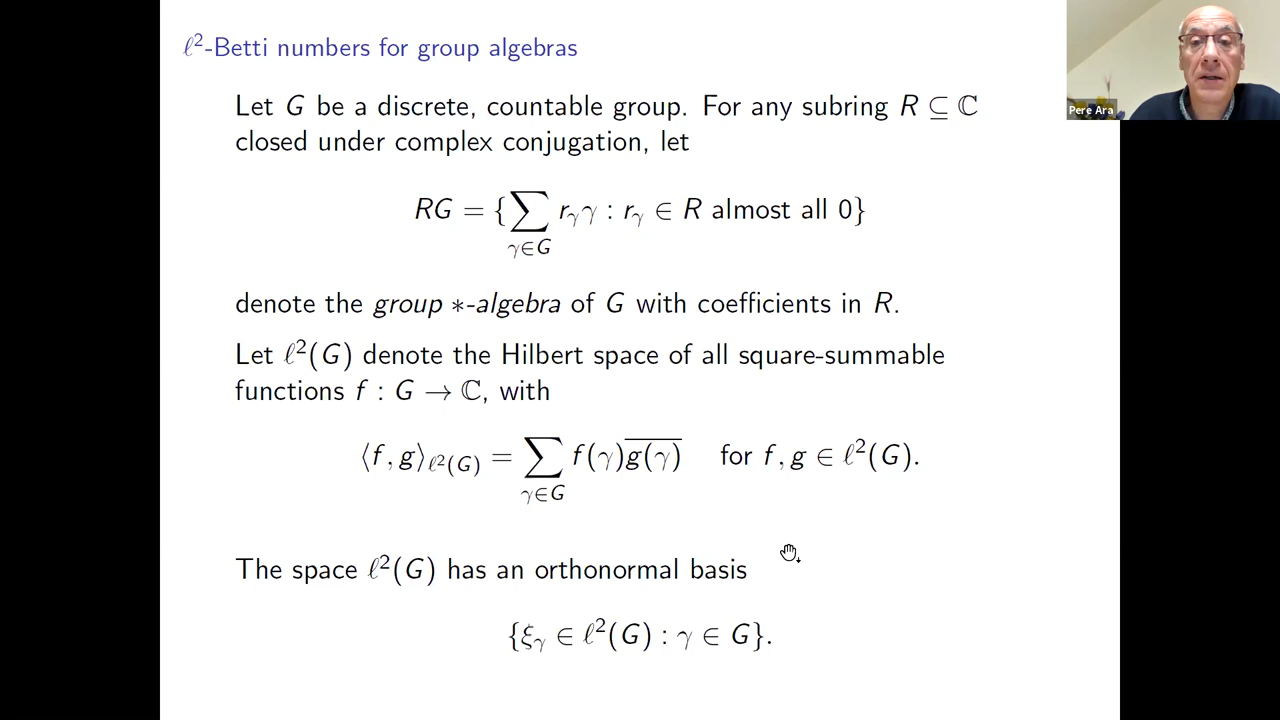 ℓ²-Betti numbers for group algebras
Pere Ara
Let G be a discrete, countable group. For any subring R ⊆ ℂ
closed under complex conjugation, let
RG = {∑_{γ∈G} r_γ γ : r_γ ∈ R almost all 0}
denote the group ∗-algebra of G with coefficients in R.
Let ℓ²(G) denote the Hilbert space of all square-summable
functions f : G → ℂ, with
⟨f, g⟩_{ℓ²(G)} = ∑_{γ∈G} f(γ)\overline{g(γ)} for f, g ∈ ℓ²(G).
The space ℓ²(G) has an orthonormal basis
{ξ_γ ∈ ℓ²(G) : γ ∈ G}.